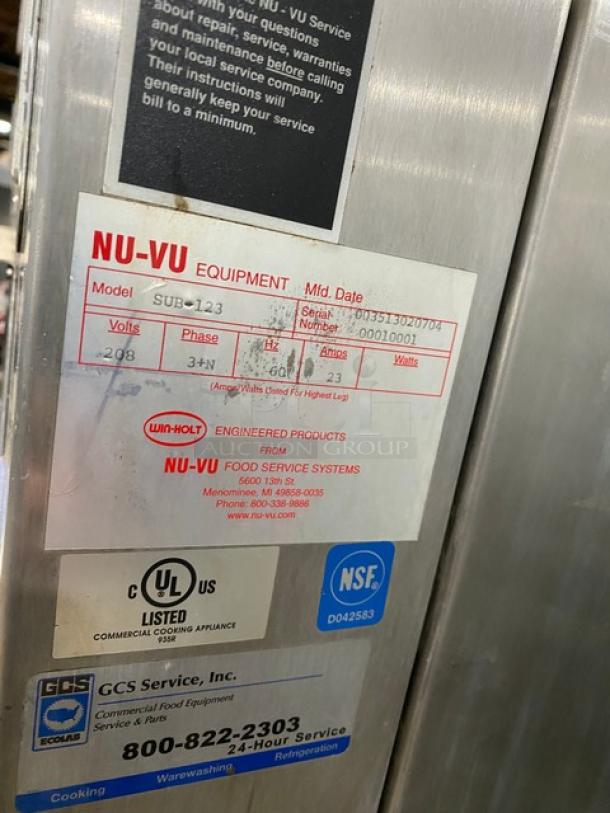 NU - VU Service
with your questions
about repair, service, warranties
and maintenance before calling
your local service company.
Their instructions will
generally keep your service
bill to a minimum.
NU-VU EQUIPMENT Mfd. Date
Model SUB-123 Serial Number 003513020704
00010001
Volts Phase Hz Amps Watts
208 3+N 60 23
(Amps/Watts Listed For Highest Leg)
WIN-HOLT ENGINEERED PRODUCTS
FROM
NU-VU FOOD SERVICE SYSTEMS
5600 13th St.
Menominee, MI 49858-0035
Phone: 800-338-9886
www.nu-vu.com
AUCTION GROUP
C UL US
LISTED
COMMERCIAL COOKING APPLIANCE
935R
NSF®
D042583
GCS GCS Service, Inc.
Commercial Food Equipment
Service & Parts
ECOLAB
800-822-2303
24-Hour Service
Cooking Warewashing Refrigeration